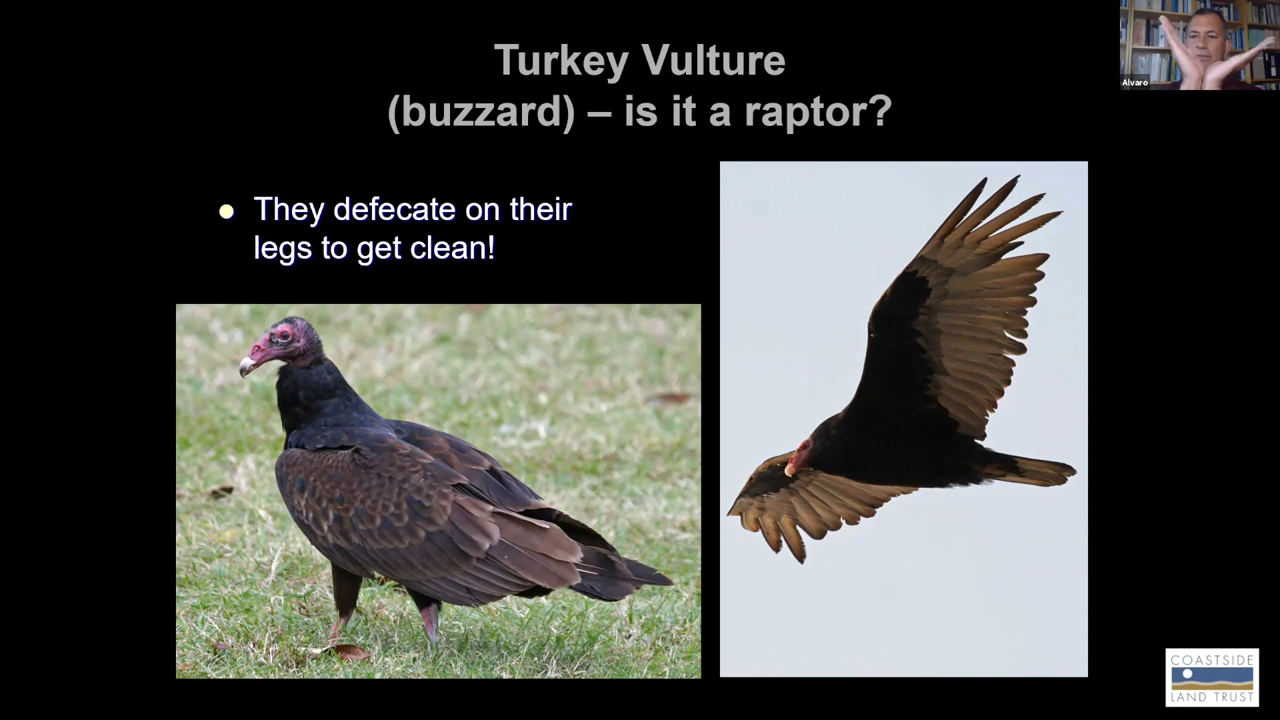 Turkey Vulture
(buzzard) – is it a raptor?
Alvaro
● They defecate on their
legs to get clean!
COASTSIDE
LAND TRUST